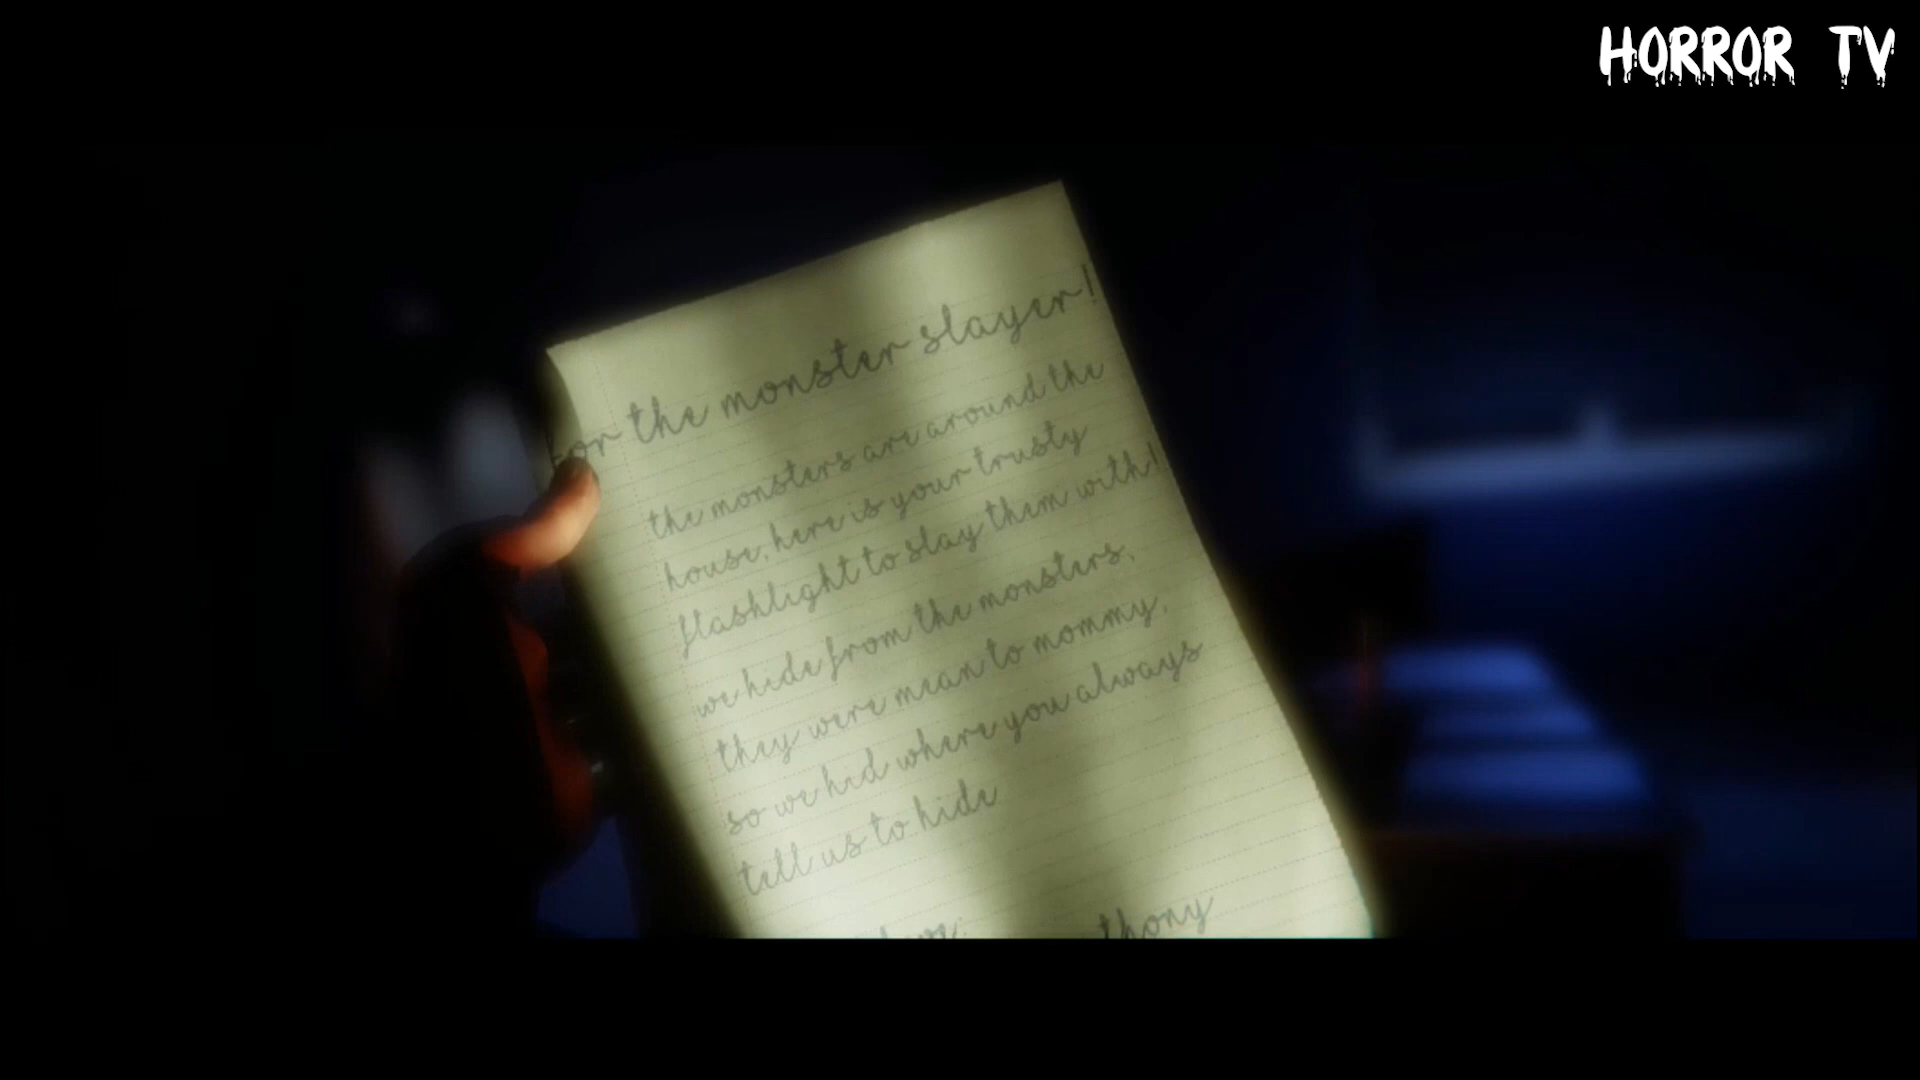 HORROR TV
For the monster slayer!
the monsters are around the
house, here is your trusty
flashlight to slay them with!
we hide from the monsters,
they were mean to mommy,
so we hid where you always
tell us to hide